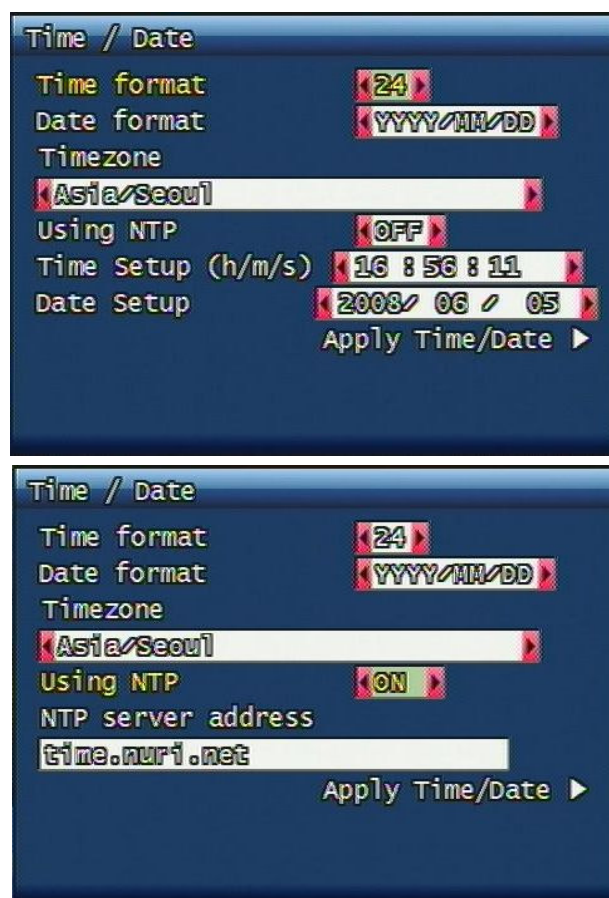 Time / Date
Time format 24
Date format YYYY/MM/DD
Timezone
Asia/Seoul
Using NTP OFF
Time Setup (h/m/s) 16 : 56 : 11
Date Setup 2008/ 06 / 05
Apply Time/Date
Time / Date
Time format 24
Date format YYYY/MM/DD
Timezone
Asia/Seoul
Using NTP ON
NTP server address
time.nuri.net
Apply Time/Date